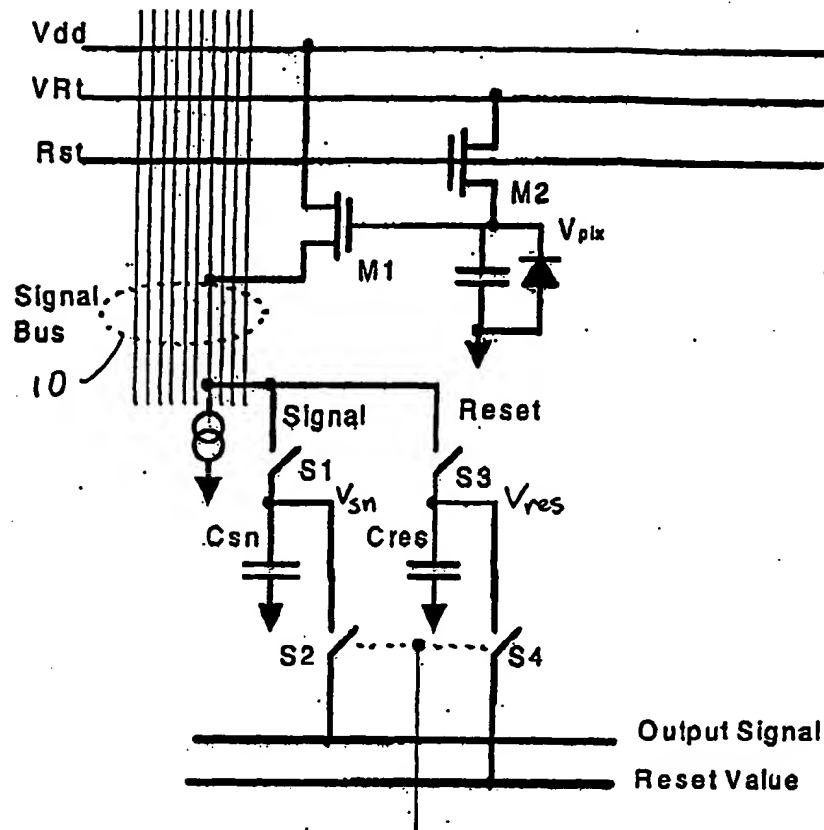 Vdd
VRt
Rst
M2
Vpix
M1
Signal
Bus
10
Signal
Reset
S1
S3
Vsn
Vres
Csn
Cres
S2
S4
Output Signal
Reset Value